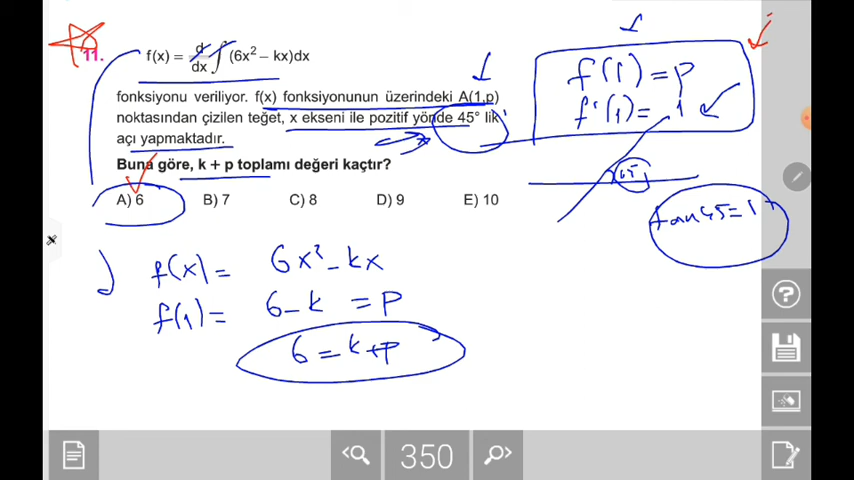 11. f(x) = d/dx ∫ (6x² – kx)dx
fonksiyonu veriliyor. f(x) fonksiyonunun üzerindeki A(1,p)
noktasından çizilen teğet, x ekseni ile pozitif yönde 45° lik
açı yapmaktadır.
Buna göre, k + p toplamı değeri kaçtır?
A) 6 B) 7 C) 8 D) 9 E) 10
f(1) = p
f'(1) = 1
45
tan45=1
f(x) = 6x² – kx
f(1) = 6 – k = p
6 = k+p
350